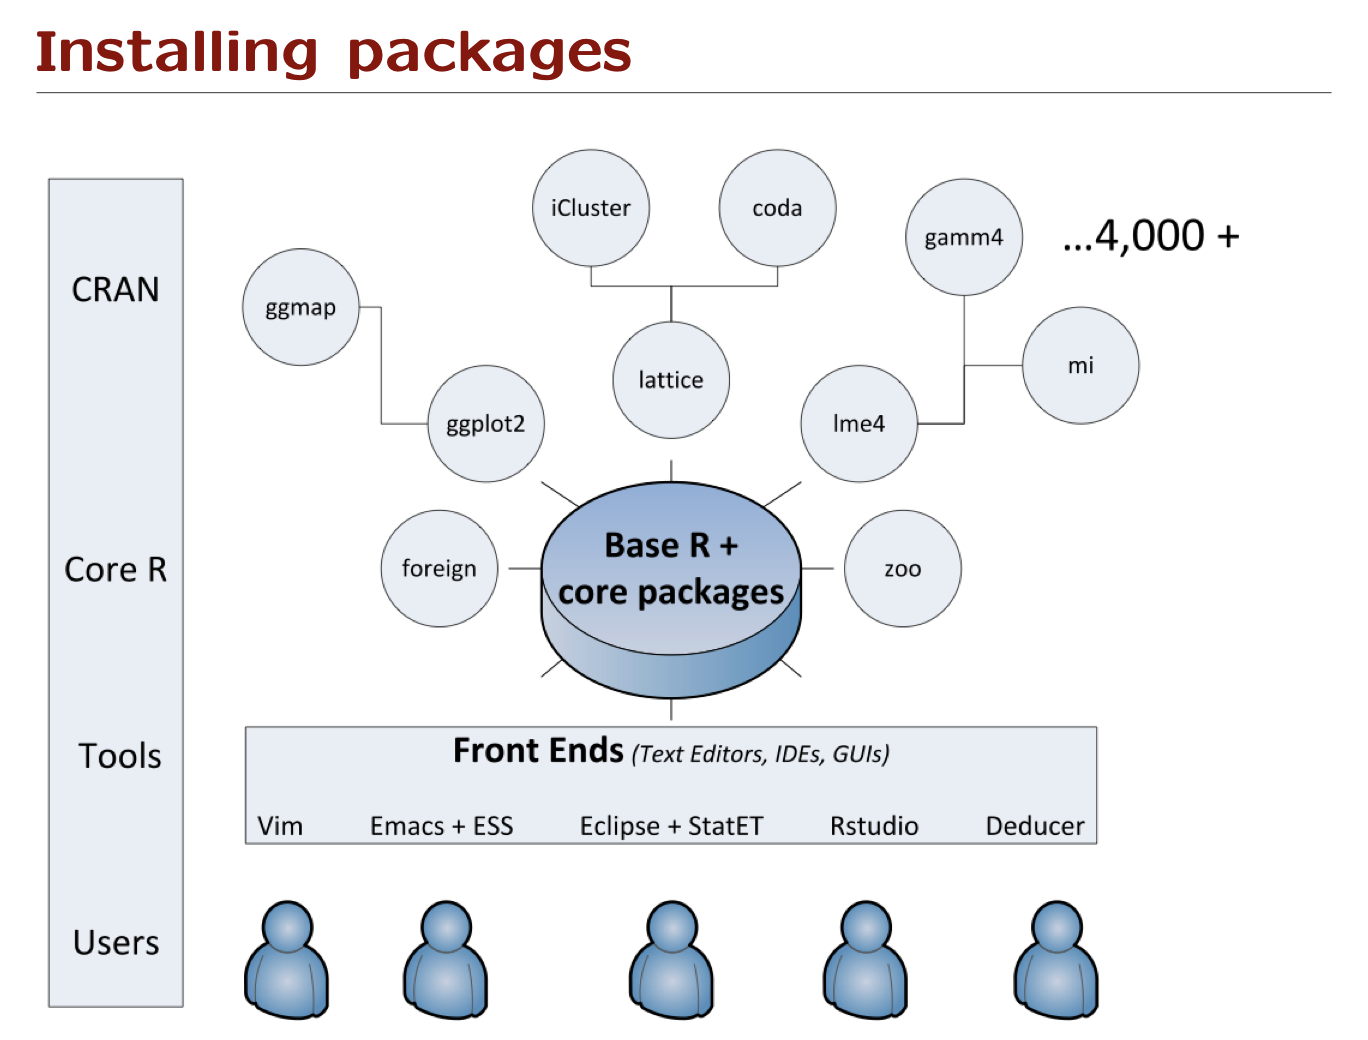 Installing packages
iCluster
coda
gamm4
...4,000 +
CRAN
ggmap
lattice
mi
ggplot2
lme4
Core R
foreign
Base R +
core packages
zoo
Tools
Front Ends (Text Editors, IDEs, GUIs)
Vim Emacs + ESS Eclipse + StatET Rstudio Deducer
Users